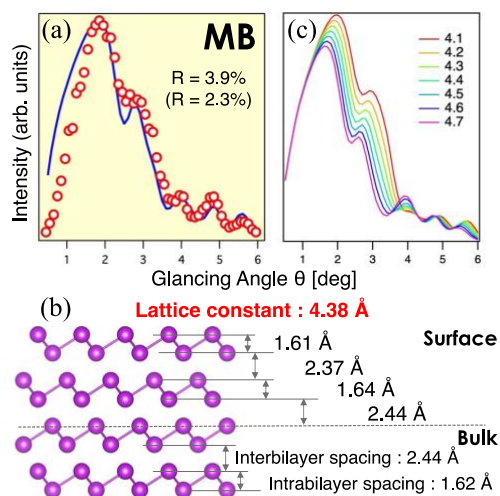 (a)
MB
R = 3.9%
(R = 2.3%)
(c)
4.1
4.2
4.3
4.4
4.5
4.6
4.7
Intensity (arb. units)
1 2 3 4 5 6
1 2 3 4 5 6
Glancing Angle θ [deg]
(b)
Lattice constant : 4.38 Å
1.61 Å
Surface
2.37 Å
1.64 Å
2.44 Å
Bulk
Interbilayer spacing : 2.44 Å
Intrabilayer spacing : 1.62 Å